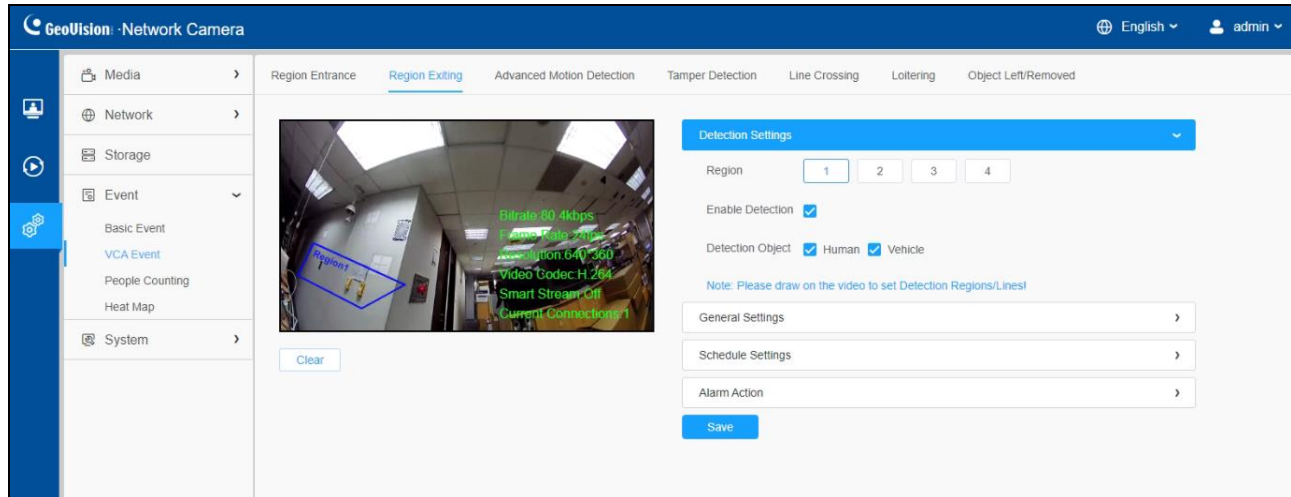 GeoVision: ·Network Camera
English
admin
Media
Network
Storage
Event
Basic Event
VCA Event
People Counting
Heat Map
System
Region Entrance
Region Exiting
Advanced Motion Detection
Tamper Detection
Line Crossing
Loitering
Object Left/Removed
Region1
Bitrate:80.4kbps
Frame Rate:24fps
Resolution:640*360
Video Codec:H.264
Smart Stream:Off
Current Connections:1
Clear
Detection Settings
Region 1 2 3 4
Enable Detection
Detection Object Human Vehicle
Note: Please draw on the video to set Detection Regions/Lines!
General Settings
Schedule Settings
Alarm Action
Save